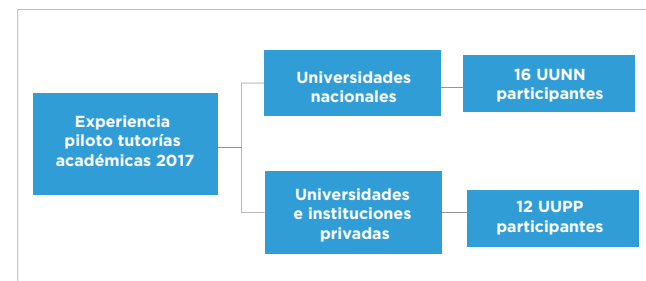 Experiencia
piloto tutorías
académicas 2017
Universidades
nacionales
16 UUNN
participantes
Universidades
e instituciones
privadas
12 UUPP
participantes